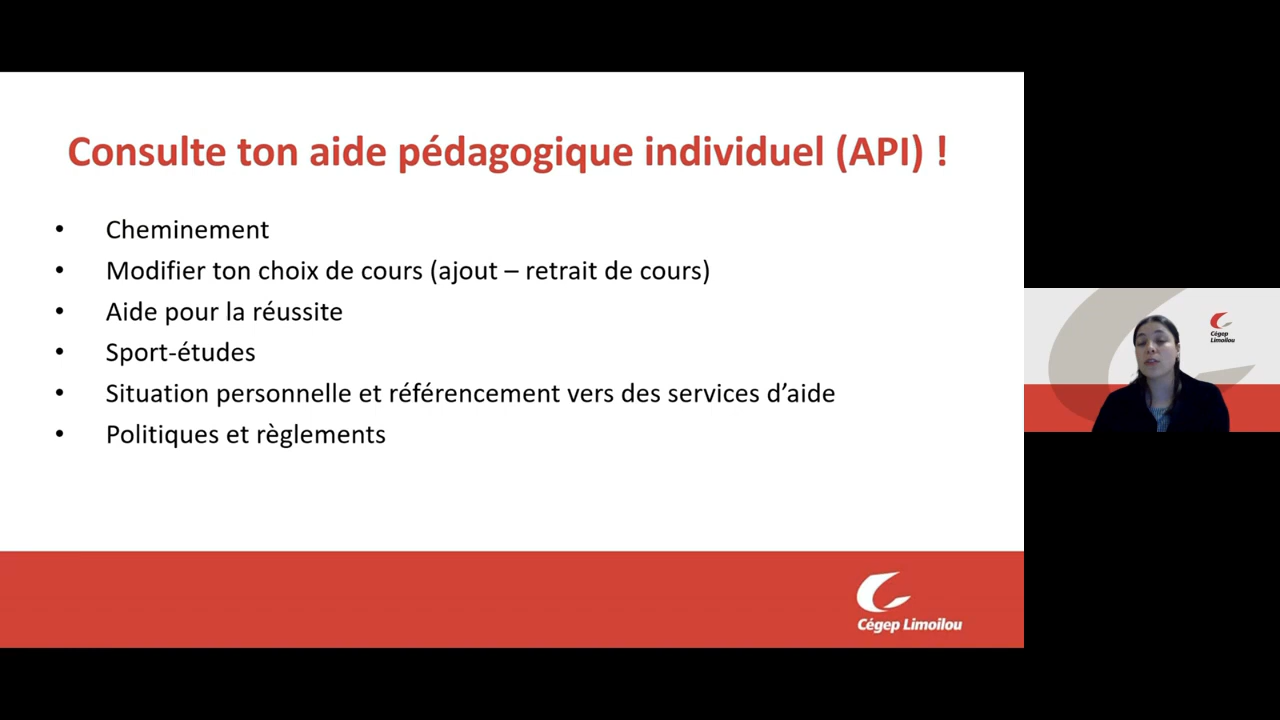 Consulte ton aide pédagogique individuel (API) !
• Cheminement
• Modifier ton choix de cours (ajout – retrait de cours)
• Aide pour la réussite
• Sport-études
• Situation personnelle et référencement vers des services d’aide
• Politiques et règlements
Cégep Limoilou
Cégep
Limoilou